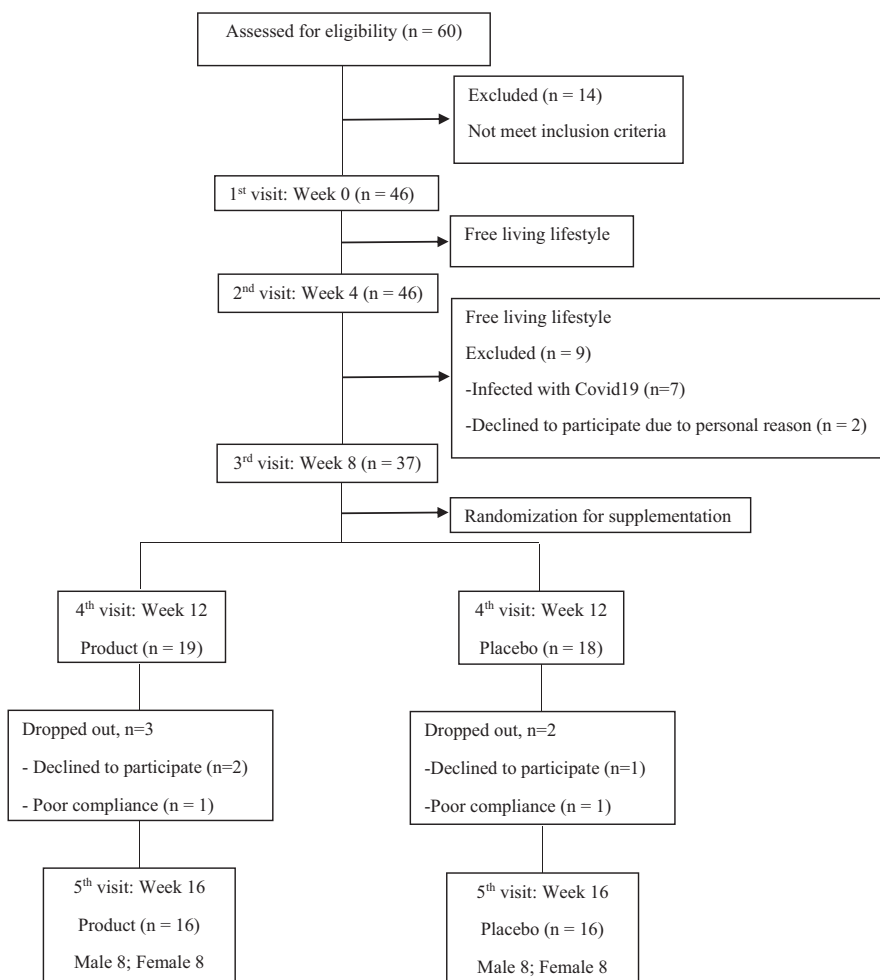 Assessed for eligibility (n = 60)
Excluded (n = 14)
Not meet inclusion criteria
1st visit: Week 0 (n = 46)
Free living lifestyle
2nd visit: Week 4 (n = 46)
Free living lifestyle
Excluded (n = 9)
-Infected with Covid19 (n=7)
-Declined to participate due to personal reason (n = 2)
3rd visit: Week 8 (n = 37)
Randomization for supplementation
4th visit: Week 12
Product (n = 19)
4th visit: Week 12
Placebo (n = 18)
Dropped out, n=3
- Declined to participate (n=2)
- Poor compliance (n = 1)
Dropped out, n=2
-Declined to participate (n=1)
-Poor compliance (n = 1)
5th visit: Week 16
Product (n = 16)
Male 8; Female 8
5th visit: Week 16
Placebo (n = 16)
Male 8; Female 8